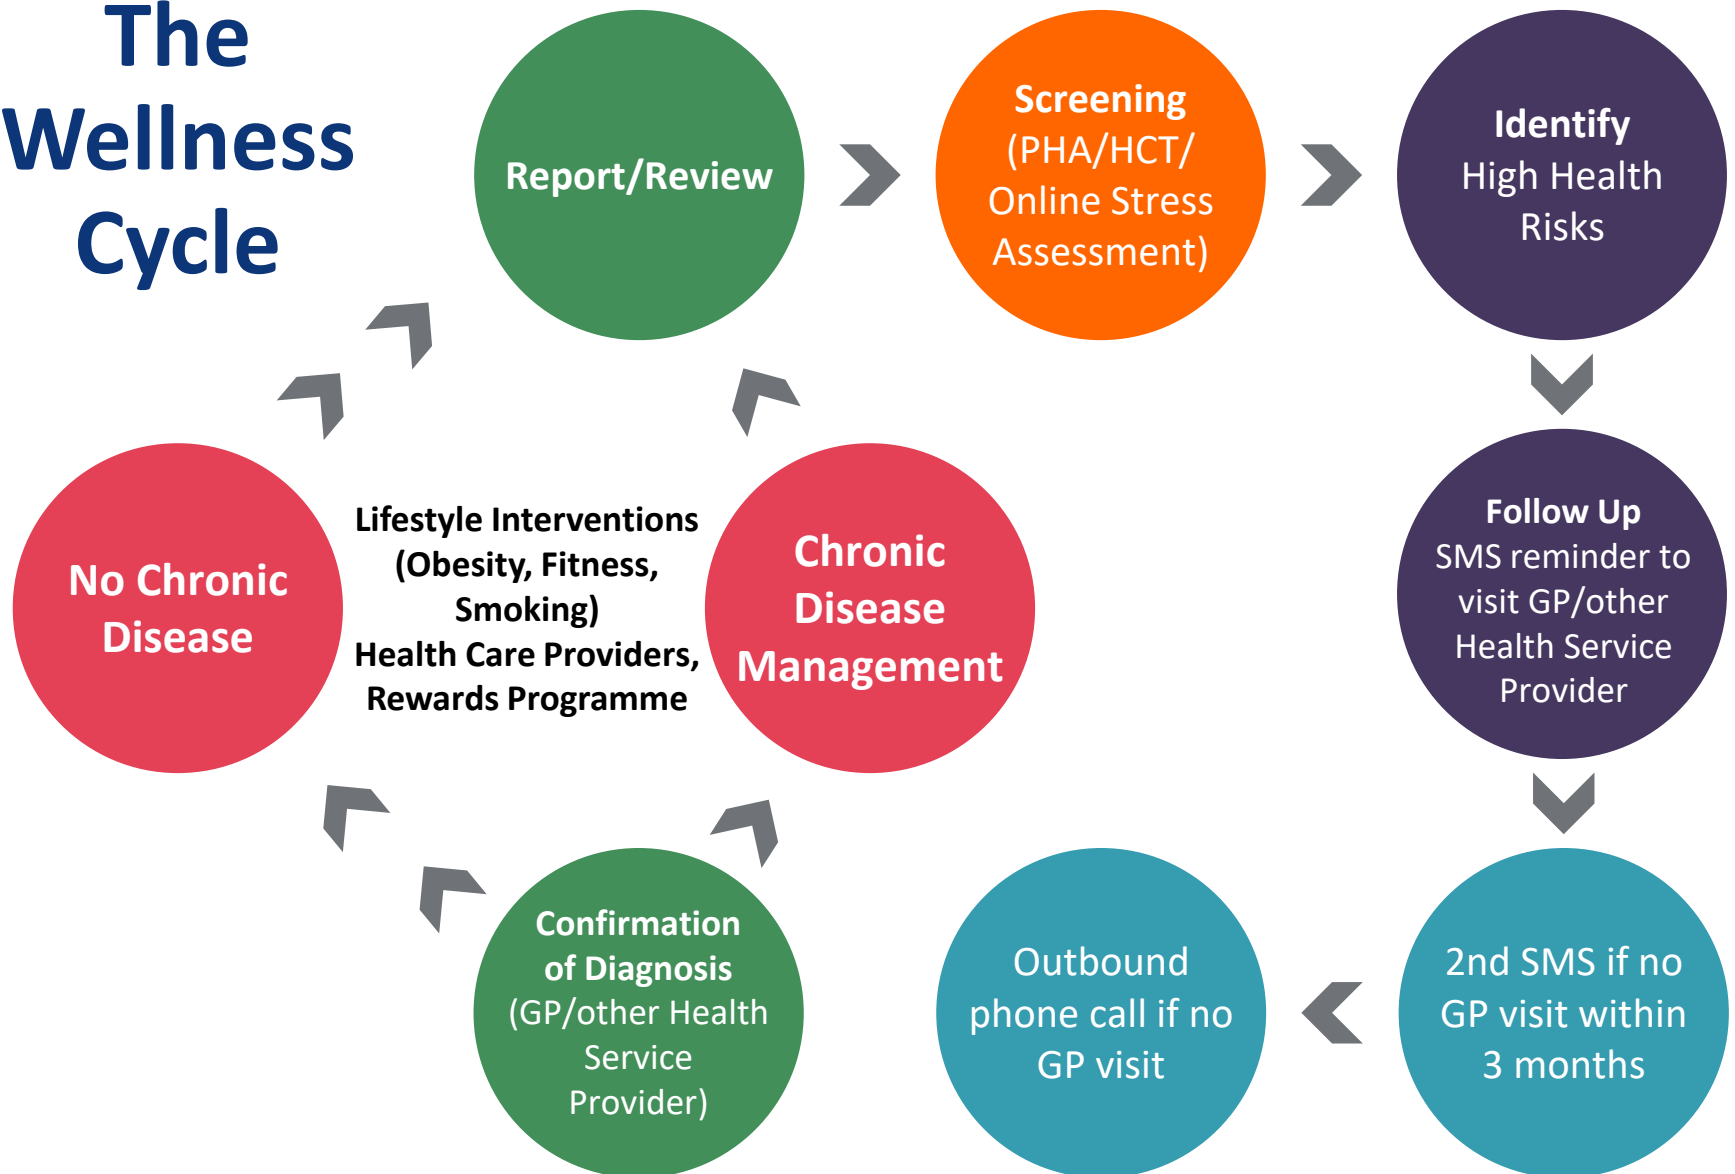 The
Wellness
Cycle
Report/Review
Screening
(PHA/HCT/
Online Stress
Assessment)
Identify
High Health
Risks
Follow Up
SMS reminder to
visit GP/other
Health Service
Provider
2nd SMS if no
GP visit within
3 months
Outbound
phone call if no
GP visit
Confirmation
of Diagnosis
(GP/other Health
Service
Provider)
No Chronic
Disease
Lifestyle Interventions
(Obesity, Fitness,
Smoking)
Health Care Providers,
Rewards Programme
Chronic
Disease
Management